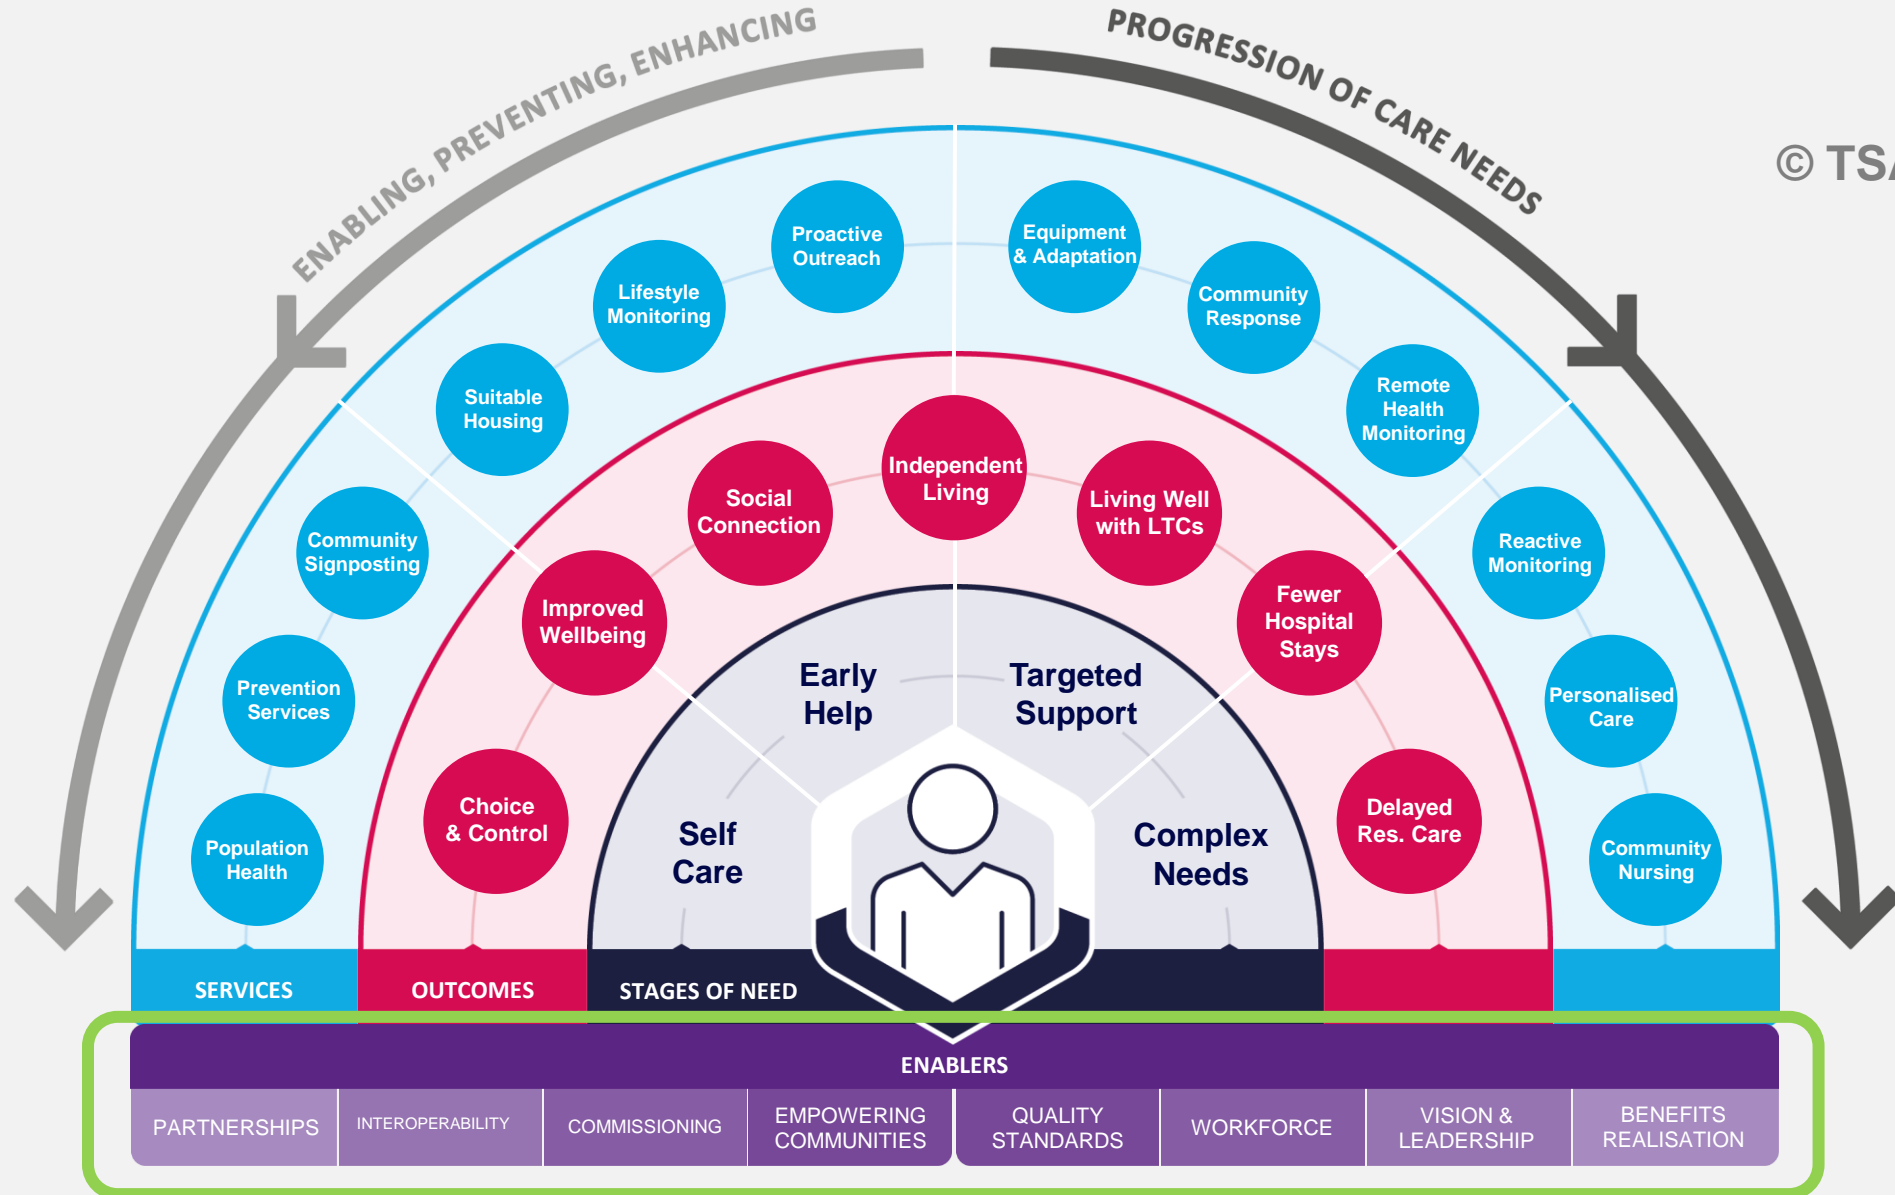 ENABLING, PREVENTING, ENHANCING
PROGRESSION OF CARE NEEDS
© TSA
Proactive
Outreach
Equipment
& Adaptation
Lifestyle
Monitoring
Community
Response
Suitable
Housing
Remote
Health
Monitoring
Community
Signposting
Reactive
Monitoring
Prevention
Services
Personalised
Care
Population
Health
Community
Nursing
Independent
Living
Social
Connection
Living Well
with LTCs
Improved
Wellbeing
Fewer
Hospital
Stays
Choice
& Control
Delayed
Res. Care
Early
Help
Targeted
Support
Self
Care
Complex
Needs
SERVICES
OUTCOMES
STAGES OF NEED
ENABLERS
PARTNERSHIPS
INTEROPERABILITY
COMMISSIONING
EMPOWERING
COMMUNITIES
QUALITY
STANDARDS
WORKFORCE
VISION &
LEADERSHIP
BENEFITS
REALISATION